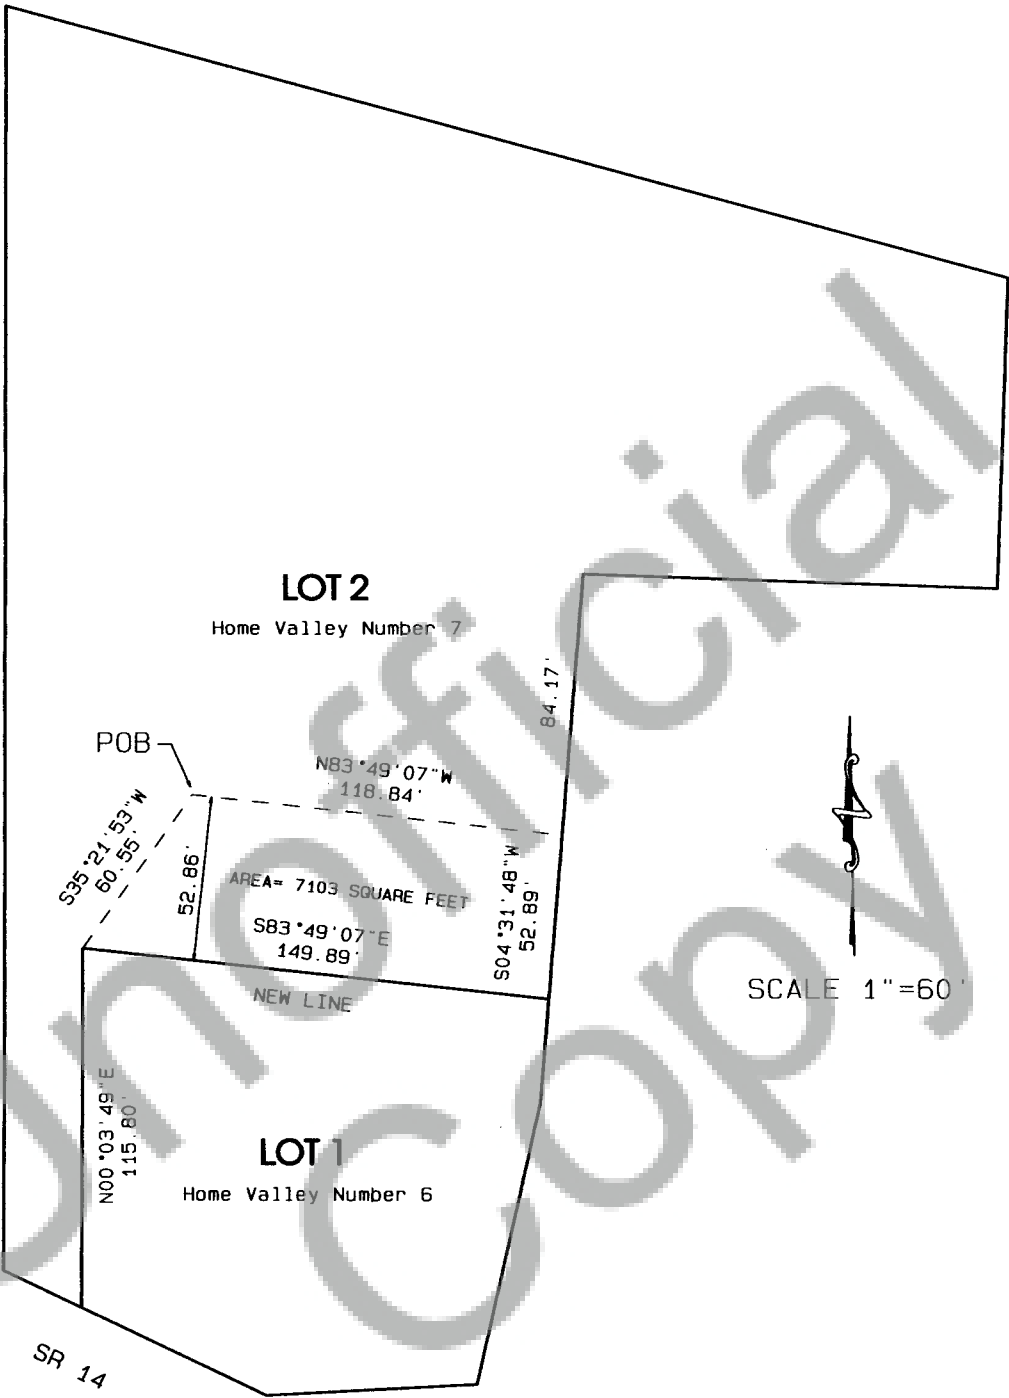 LOT 2
Home Valley Number 7
84.17'
POB
N83°49'07"W
118.84'
S35°21'53"W
60.55'
52.86'
AREA= 7103 SQUARE FEET
S04°31'48"W
52.89'
S83°49'07"E
149.89'
NEW LINE
SCALE 1"=60'
N00°03'49"E
115.80'
LOT 1
Home Valley Number 6
SR 14
Unofficial
Copy